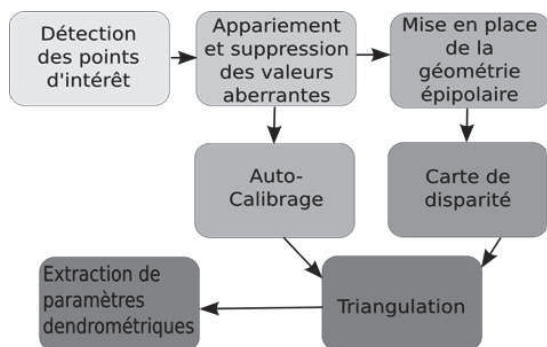 Détection
des points
d'intérêt
Appariement
et suppression
des valeurs
aberrantes
Mise en place
de la
géométrie
épipolaire
Auto-
Calibrage
Carte de
disparité
Extraction de
paramètres
dendrométriques
Triangulation